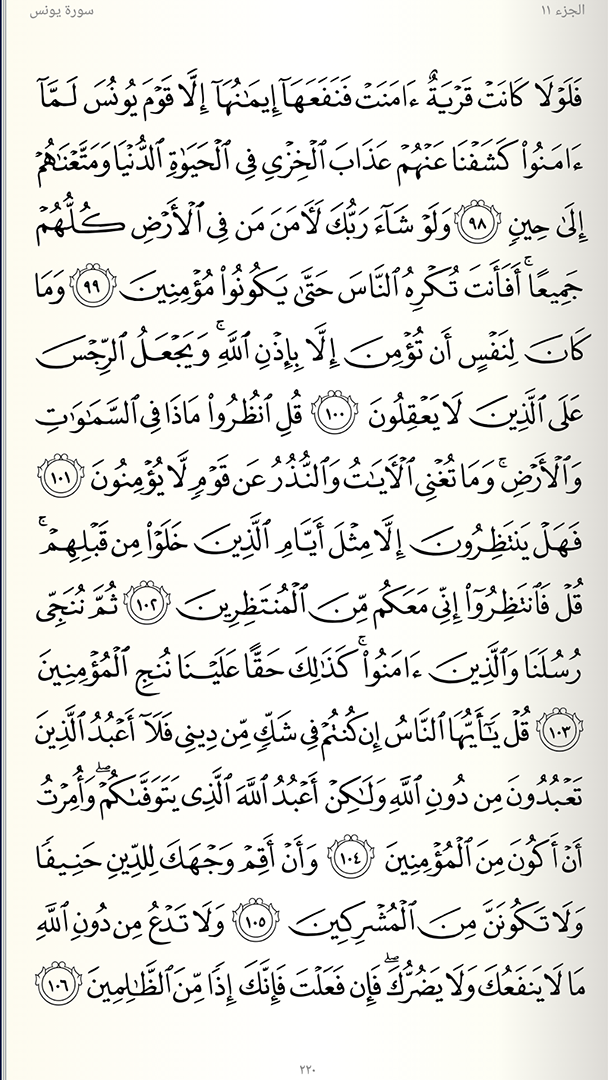 الجزء ١١
سورة يونس
فَلَوْلَا كَانَتْ قَرْيَةٌ ءَامَنَتْ فَنَفَعَهَآ إِيمَٰنُهَآ إِلَّا قَوْمَ يُونُسَ لَمَّآ
ءَامَنُوا۟ كَشَفْنَا عَنْهُمْ عَذَابَ ٱلْخِزْىِ فِى ٱلْحَيَوٰةِ ٱلدُّنْيَا وَمَتَّعْنَٰهُمْ
إِلَىٰ حِينٍ ٩٨ وَلَوْ شَآءَ رَبُّكَ لَءَامَنَ مَن فِى ٱلْأَرْضِ كُلُّهُمْ
جَمِيعًا ۚ أَفَأَنتَ تُكْرِهُ ٱلنَّاسَ حَتَّىٰ يَكُونُوا۟ مُؤْمِنِينَ ٩٩ وَمَا
كَانَ لِنَفْسٍ أَن تُؤْمِنَ إِلَّا بِإِذْنِ ٱللَّهِ ۚ وَيَجْعَلُ ٱلرِّجْسَ
عَلَى ٱلَّذِينَ لَا يَعْقِلُونَ ١٠٠ قُلِ ٱنظُرُوا۟ مَاذَا فِى ٱلسَّمَٰوَٰتِ
وَٱلْأَرْضِ ۚ وَمَا تُغْنِى ٱلْءَايَٰتُ وَٱلنُّذُرُ عَن قَوْمٍ لَّا يُؤْمِنُونَ ١٠١
فَهَلْ يَنتَظِرُونَ إِلَّا مِثْلَ أَيَّامِ ٱلَّذِينَ خَلَوْا۟ مِن قَبْلِهِمْ ۚ
قُلْ فَٱنتَظِرُوٓا۟ إِنِّى مَعَكُم مِّنَ ٱلْمُنتَظِرِينَ ١٠٢ ثُمَّ نُنَجِّى
رُسُلَنَا وَٱلَّذِينَ ءَامَنُوا۟ ۚ كَذَٰلِكَ حَقًّا عَلَيْنَا نُنجِ ٱلْمُؤْمِنِينَ
١٠٣ قُلْ يَٰٓأَيُّهَا ٱلنَّاسُ إِن كُنتُمْ فِى شَكٍّ مِّن دِينِى فَلَآ أَعْبُدُ ٱلَّذِينَ
تَعْبُدُونَ مِن دُونِ ٱللَّهِ وَلَٰكِنْ أَعْبُدُ ٱللَّهَ ٱلَّذِى يَتَوَفَّىٰكُمْ ۖ وَأُمِرْتُ
أَنْ أَكُونَ مِنَ ٱلْمُؤْمِنِينَ ١٠٤ وَأَنْ أَقِمْ وَجْهَكَ لِلدِّينِ حَنِيفًا
وَلَا تَكُونَنَّ مِنَ ٱلْمُشْرِكِينَ ١٠٥ وَلَا تَدْعُ مِن دُونِ ٱللَّهِ
مَا لَا يَنفَعُكَ وَلَا يَضُرُّكَ ۖ فَإِن فَعَلْتَ فَإِنَّكَ إِذًا مِّنَ ٱلظَّٰلِمِينَ ١٠٦
٢٢٠